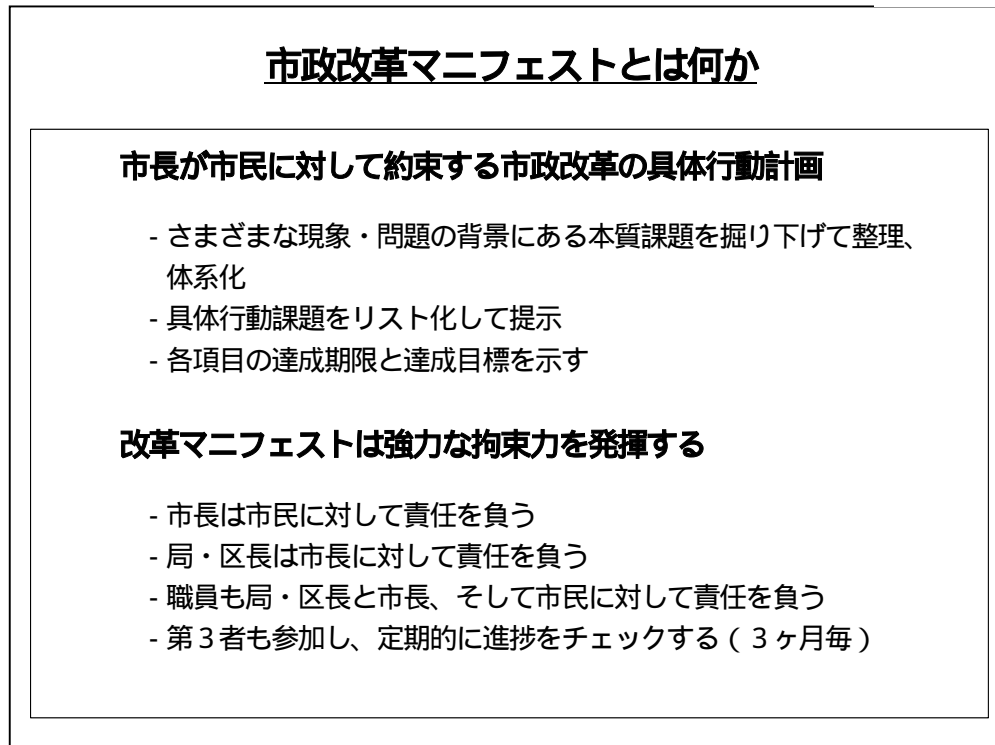 市政改革マニフェストとは何か
市長が市民に対して約束する市政改革の具体行動計画
- さまざまな現象・問題の背景にある本質課題を掘り下げて整理、
体系化
- 具体行動課題をリスト化して提示
- 各項目の達成期限と達成目標を示す
改革マニフェストは強力な拘束力を発揮する
- 市長は市民に対して責任を負う
- 局・区長は市長に対して責任を負う
- 職員も局・区長と市長、そして市民に対して責任を負う
- 第３者も参加し、定期的に進捗をチェックする（３ヶ月毎）